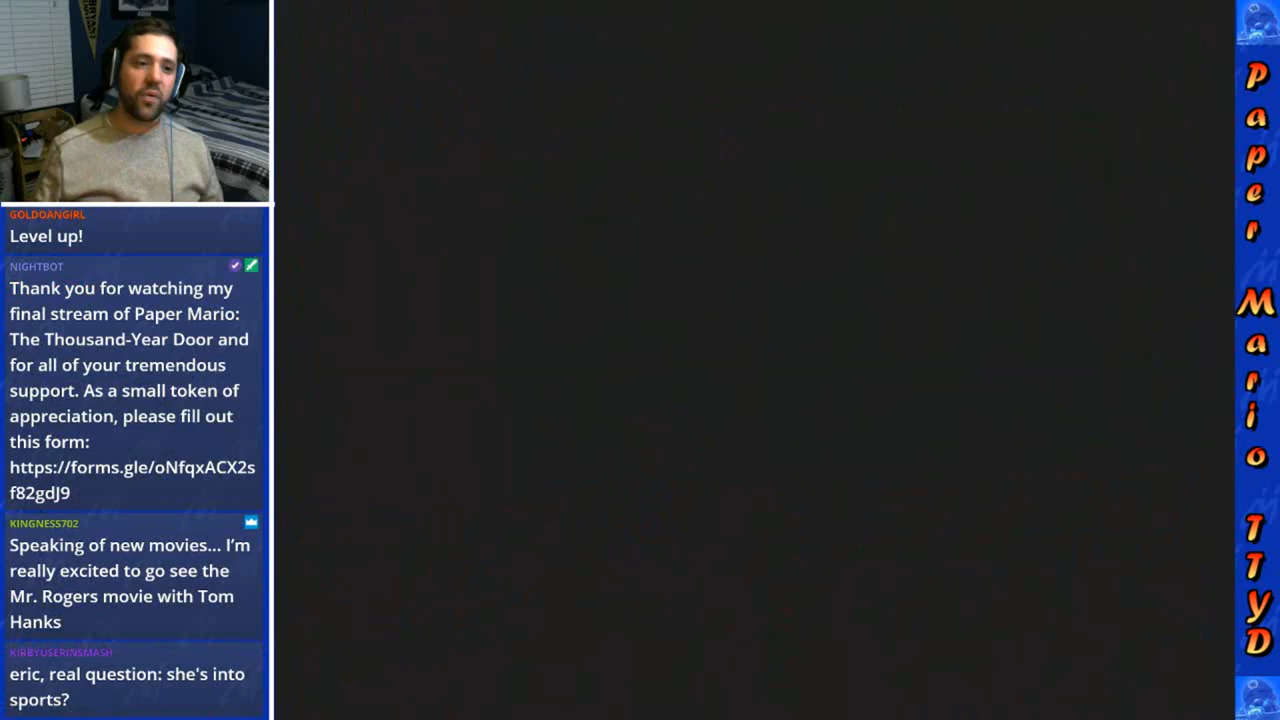 GOLDOANGIRL
Level up!
NIGHTBOT
Thank you for watching my
final stream of Paper Mario:
The Thousand-Year Door and
for all of your tremendous
support. As a small token of
appreciation, please fill out
this form:
https://forms.gle/oNfqxACX2s
f82gdJ9
KINGNESS702
Speaking of new movies... I'm
really excited to go see the
Mr. Rogers movie with Tom
Hanks
KIRBYUSERINSMASH
eric, real question: she's into
sports?
Paper Mario TTYD